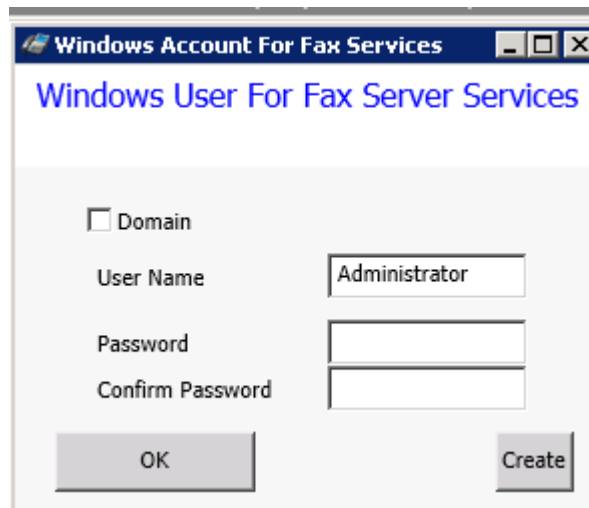 Windows Account For Fax Services
Windows User For Fax Server Services
Domain
User Name Administrator
Password
Confirm Password
OK Create